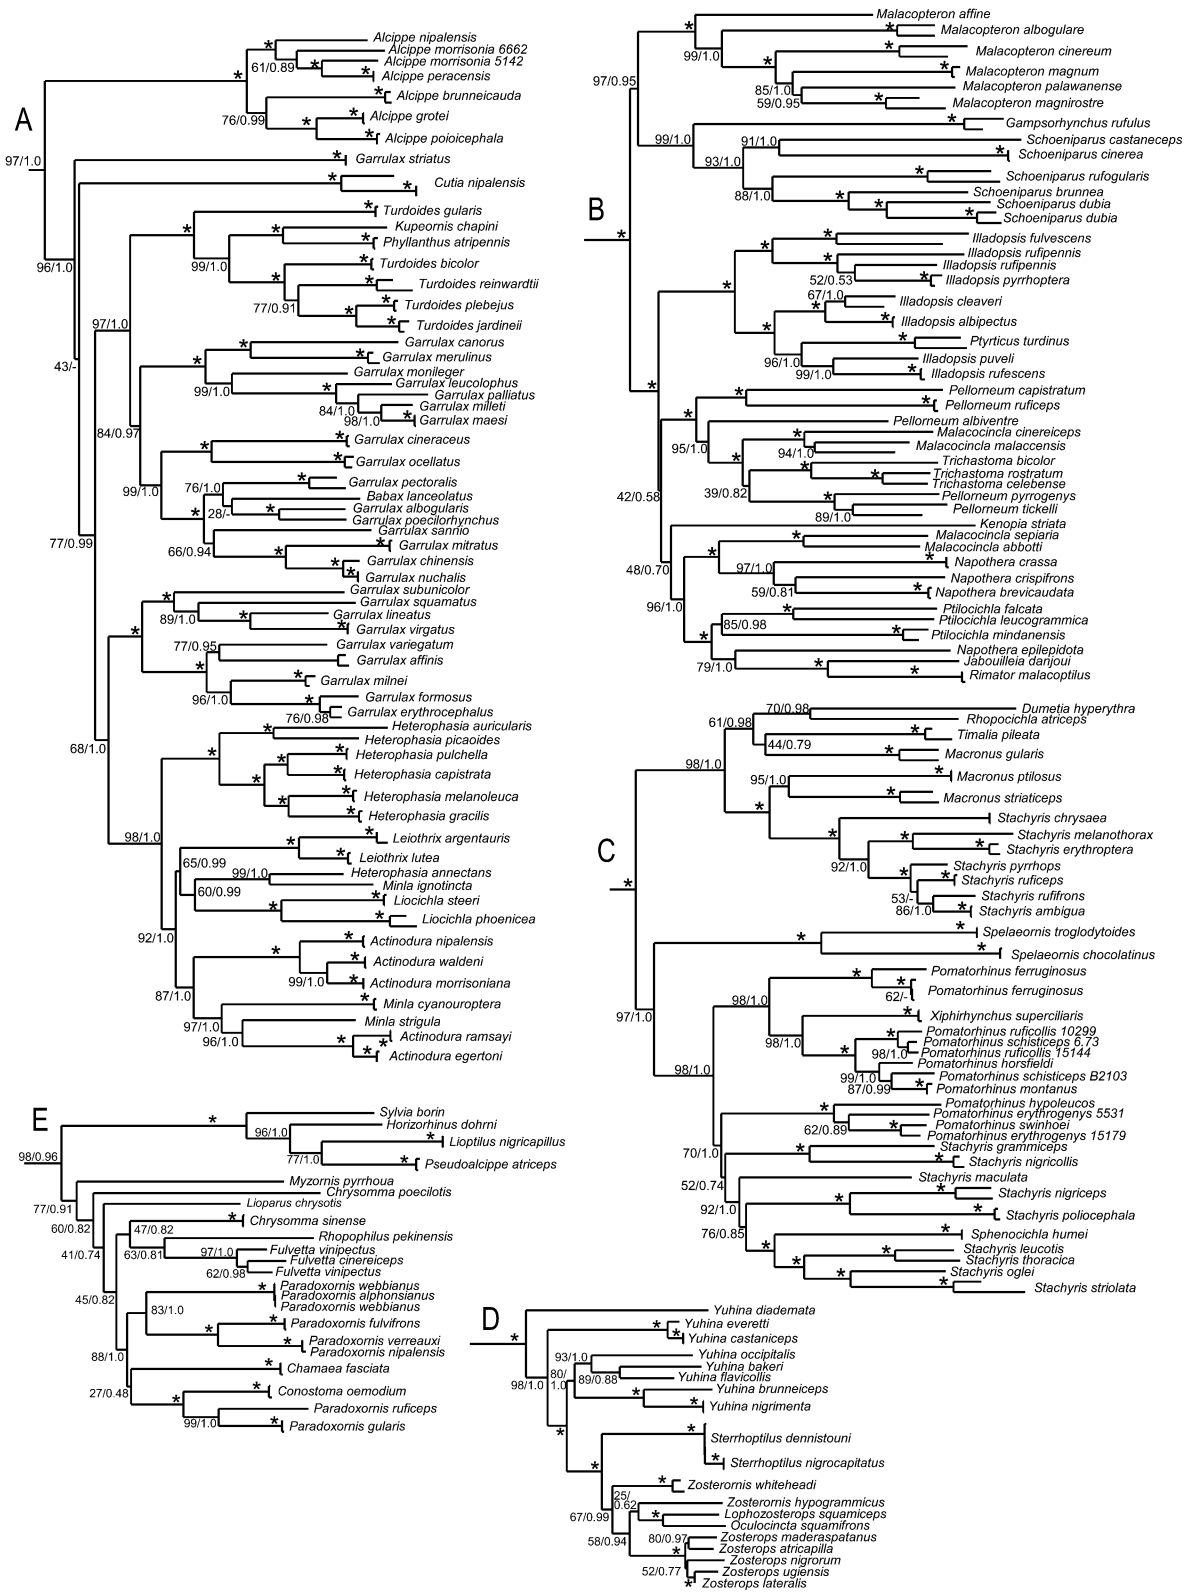 A
97/1.0
*
*
Alcippe nipalensis
Alcippe morrisonia 6662
61/0.89
*
Alcippe morrisonia 5142
*
Alcippe peracensis
*
Alcippe brunneicauda
76/0.99
*
*
Alcippe grotei
*
Alcippe poioicephala
96/1.0
*
Garrulax striatus
43/-
*
*
Cutia nipalensis
77/0.99
97/1.0
*
*
Turdoides gularis
99/1.0
*
Kupeornis chapini
*
Phyllanthus atripennis
*
*
Turdoides bicolor
77/0.91
*
Turdoides reinwardtii
*
*
Turdoides plebejus
*
Turdoides jardineii
84/0.97
*
*
Garrulax canorus
*
Garrulax merulinus
99/1.0
Garrulax monileger
*
Garrulax leucolophus
84/1.0
Garrulax palliatus
98/1.0
Garrulax milleti
*
Garrulax maesi
99/1.0
*
*
Garrulax cineraceus
*
Garrulax ocellatus
*
76/1.0
*
Garrulax pectoralis
28/-
Babax lanceolatus
*
Garrulax albogularis
Garrulax poecilorhynchus
66/0.94
Garrulax sannio
*
*
Garrulax mitratus
*
Garrulax chinensis
*
Garrulax nuchalis
68/1.0
*
*
Garrulax subunicolor
89/1.0
Garrulax squamatus
*
Garrulax lineatus
*
Garrulax virgatus
*
77/0.95
Garrulax variegatum
Garrulax affinis
96/1.0
*
Garrulax milnei
*
Garrulax formosus
76/0.98
Garrulax erythrocephalus
98/1.0
*
*
Heterophasia auricularis
Heterophasia picaoides
*
*
*
Heterophasia pulchella
*
Heterophasia capistrata
*
*
Heterophasia melanoleuca
*
Heterophasia gracilis
92/1.0
65/0.99
*
*
Leiothrix argentauris
*
Leiothrix lutea
60/0.99
99/1.0
Heterophasia annectans
Minla ignotincta
*
*
Liocichla steeri
*
Liocichla phoenicea
87/1.0
*
*
Actinodura nipalensis
99/1.0
*
Actinodura waldeni
*
Actinodura morrisoniana
97/1.0
*
Minla cyanouroptera
96/1.0
Minla strigula
*
*
Actinodura ramsayi
*
Actinodura egertoni
B
*
97/0.95
*
Malacopteron affine
99/1.0
*
Malacopteron albogulare
*
*
Malacopteron cinereum
85/1.0
*
Malacopteron magnum
59/0.95
Malacopteron palawanense
*
Malacopteron magnirostre
99/1.0
*
Gampsorhynchus rufulus
93/1.0
91/1.0
Schoeniparus castaneceps
*
Schoeniparus cinerea
88/1.0
*
Schoeniparus rufogularis
*
Schoeniparus brunnea
*
Schoeniparus dubia
*
Schoeniparus dubia
*
*
*
*
Illadopsis fulvescens
*
Illadopsis rufipennis
52/0.53
Illadopsis rufipennis
*
Illadopsis pyrrhoptera
*
*
67/1.0
Illadopsis cleaveri
*
Illadopsis albipectus
96/1.0
*
Ptyrticus turdinus
99/1.0
Illadopsis puveli
*
Illadopsis rufescens
42/0.58
*
*
Pellorneum capistratum
*
Pellorneum ruficeps
95/1.0
Pellorneum albiventre
*
*
Malacocincla cinereiceps
94/1.0
Malacocincla malaccensis
39/0.82
*
Trichastoma bicolor
*
Trichastoma rostratum
Trichastoma celebense
*
Pellorneum pyrrogenys
89/1.0
Pellorneum tickelli
48/0.70
Kenopia striata
96/1.0
*
*
Malacocincla sepiaria
Malacocincla abbotti
97/1.0
*
Napothera crassa
59/0.81
Napothera crispifrons
*
Napothera brevicaudata
*
85/0.98
*
Ptilocichla falcata
Ptilocichla leucogrammica
*
Ptilocichla mindanensis
79/1.0
Napothera epilepidota
*
Jabouilleia danjoui
*
Rimator malacoptilus
C
*
98/1.0
61/0.98
70/0.98
Dumetia hyperythra
Rhopocichla atriceps
44/0.79
*
Timalia pileata
*
Macronus gularis
*
95/1.0
*
Macronus ptilosus
*
Macronus striaticeps
*
*
Stachyris chrysaea
92/1.0
*
Stachyris melanothorax
*
Stachyris erythroptera
*
Stachyris pyrrhops
*
Stachyris ruficeps
53/-
Stachyris rufifrons
86/1.0
*
Stachyris ambigua
97/1.0
*
*
Spelaeornis troglodytoides
*
Spelaeornis chocolatinus
98/1.0
98/1.0
*
Pomatorhinus ferruginosus
*
62/-
Pomatorhinus ferruginosus
98/1.0
*
Xiphirhynchus superciliaris
*
*
Pomatorhinus ruficollis 10299
Pomatorhinus schisticeps 6.73
98/1.0
Pomatorhinus ruficollis 15144
99/1.0
Pomatorhinus horsfieldi
87/0.99
Pomatorhinus schisticeps B2103
*
Pomatorhinus montanus
70/1.0
*
Pomatorhinus hypoleucos
62/0.89
Pomatorhinus erythrogenys 5531
*
Pomatorhinus swinhoei
Pomatorhinus erythrogenys 15179
52/0.74
*
Stachyris grammiceps
*
Stachyris nigricollis
92/1.0
Stachyris maculata
76/0.85
*
*
Stachyris nigriceps
*
Stachyris poliocephala
*
*
Sphenocichla humei
*
*
Stachyris leucotis
Stachyris thoracica
*
Stachyris oglei
*
Stachyris striolata
E
98/0.96
*
Sylvia borin
96/1.0
Horizorhinus dohrni
77/1.0
*
Lioptilus nigricapillus
*
Pseudoalcippe atriceps
77/0.91
Myzornis pyrrhoua
60/0.82
Chrysomma poecilotis
41/0.74
Lioparus chrysotis
45/0.82
47/0.82
*
Chrysomma sinense
63/0.81
Rhopophilus pekinensis
97/1.0
Fulvetta vinipectus
62/0.98
Fulvetta cinereiceps
Fulvetta vinipectus
88/1.0
83/1.0
*
Paradoxornis webbianus
Paradoxornis alphonsianus
Paradoxornis webbianus
*
*
Paradoxornis fulvifrons
*
Paradoxornis verreauxi
Paradoxornis nipalensis
27/0.48
*
Chamaea fasciata
*
*
Conostoma oemodium
99/1.0
Paradoxornis ruficeps
*
Paradoxornis gularis
D
*
Yuhina diademata
98/1.0
*
Yuhina everetti
*
Yuhina castaniceps
*
80/
1.0
93/1.0
Yuhina occipitalis
89/0.88
Yuhina bakeri
Yuhina flavicollis
*
Yuhina brunneiceps
*
Yuhina nigrimenta
*
*
Sterrhoptilus dennistouni
*
Sterrhoptilus nigrocapitatus
67/0.99
*
Zosterornis whiteheadi
58/0.94
25/
0.62
Zosterornis hypogrammicus
*
Lophozosterops squamiceps
Oculocincta squamifrons
*
80/0.97
Zosterops maderaspatanus
Zosterops atricapilla
52/0.77
Zosterops nigrorum
Zosterops ugiensis
*
Zosterops lateralis